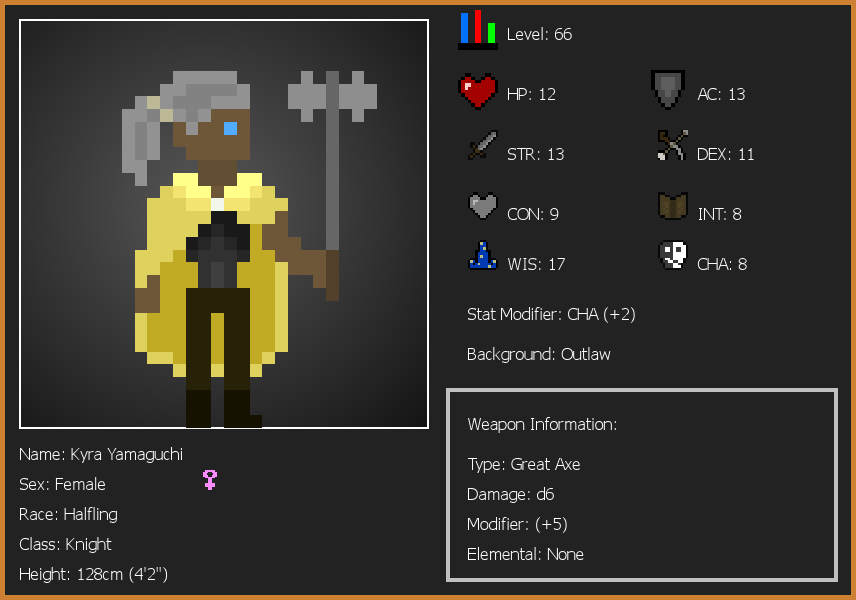 Level: 66
HP: 12
AC: 13
STR: 13
DEX: 11
CON: 9
INT: 8
WIS: 17
CHA: 8
Stat Modifier: CHA (+2)
Background: Outlaw
Weapon Information:
Type: Great Axe
Damage: d6
Modifier: (+5)
Elemental: None
Name: Kyra Yamaguchi
Sex: Female
Race: Halfling
Class: Knight
Height: 128cm (4'2")